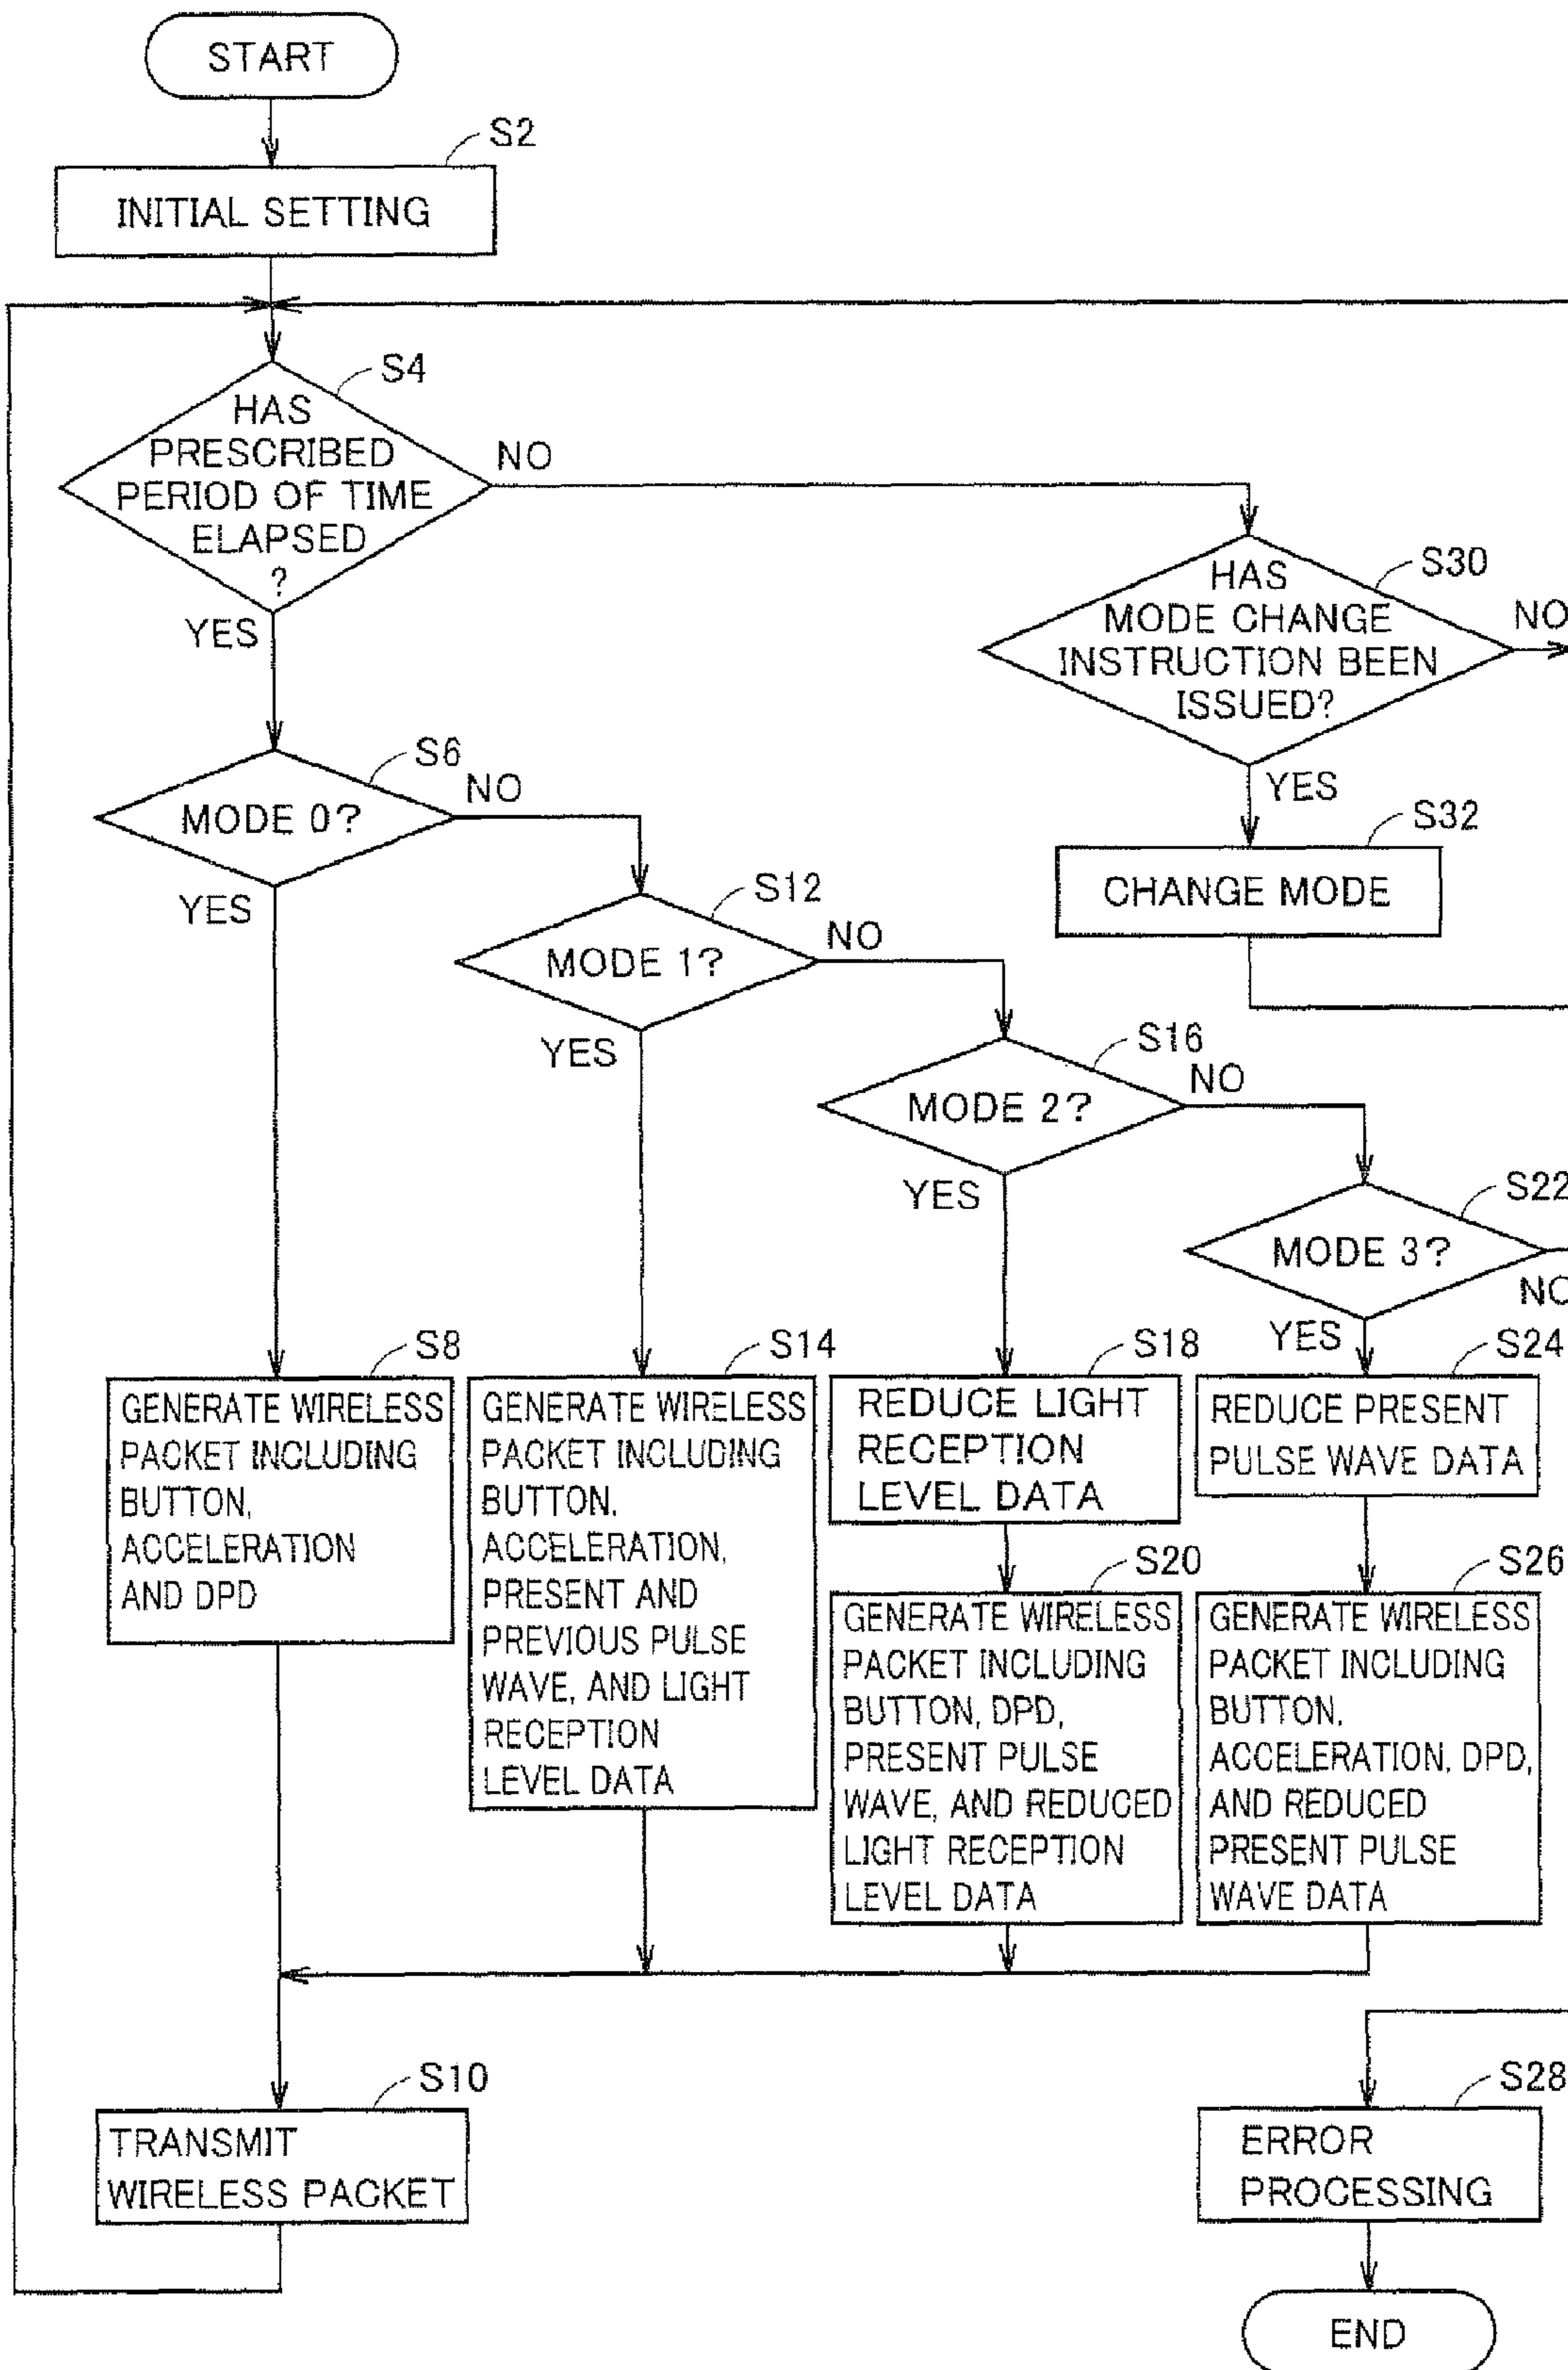 START
S2
INITIAL SETTING
S4
HAS
PRESCRIBED
PERIOD OF TIME
ELAPSED
?
NO
YES
S30
HAS
MODE CHANGE
INSTRUCTION BEEN
ISSUED?
NO
YES
S32
CHANGE MODE
S6
MODE 0?
NO
YES
S12
MODE 1?
NO
YES
S16
MODE 2?
NO
YES
S22
MODE 3?
NO
YES
S8
GENERATE WIRELESS
PACKET INCLUDING
BUTTON,
ACCELERATION
AND DPD
S14
GENERATE WIRELESS
PACKET INCLUDING
BUTTON,
ACCELERATION,
PRESENT AND
PREVIOUS PULSE
WAVE, AND LIGHT
RECEPTION
LEVEL DATA
S18
REDUCE LIGHT
RECEPTION
LEVEL DATA
S24
REDUCE PRESENT
PULSE WAVE DATA
S20
GENERATE WIRELESS
PACKET INCLUDING
BUTTON, DPD,
PRESENT PULSE
WAVE, AND REDUCED
LIGHT RECEPTION
LEVEL DATA
S26
GENERATE WIRELESS
PACKET INCLUDING
BUTTON,
ACCELERATION, DPD,
AND REDUCED
PRESENT PULSE
WAVE DATA
S10
TRANSMIT
WIRELESS PACKET
S28
ERROR
PROCESSING
END